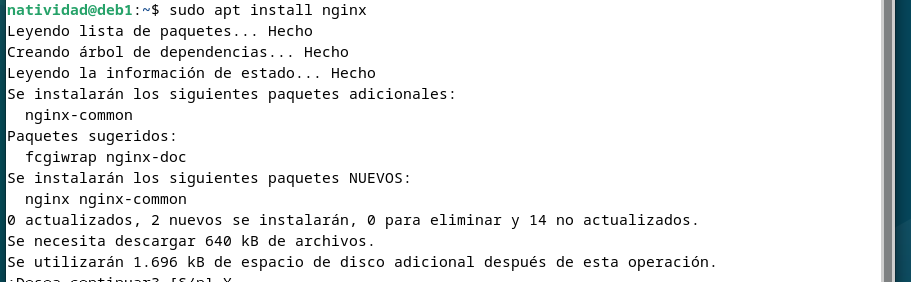 natividad@deb1:~$ sudo apt install nginx
Leyendo lista de paquetes... Hecho
Creando árbol de dependencias... Hecho
Leyendo la información de estado... Hecho
Se instalarán los siguientes paquetes adicionales:
  nginx-common
Paquetes sugeridos:
  fcgiwrap nginx-doc
Se instalarán los siguientes paquetes NUEVOS:
  nginx nginx-common
0 actualizados, 2 nuevos se instalarán, 0 para eliminar y 14 no actualizados.
Se necesita descargar 640 kB de archivos.
Se utilizarán 1.696 kB de espacio de disco adicional después de esta operación.
¿Desea continuar? [S/n] Y